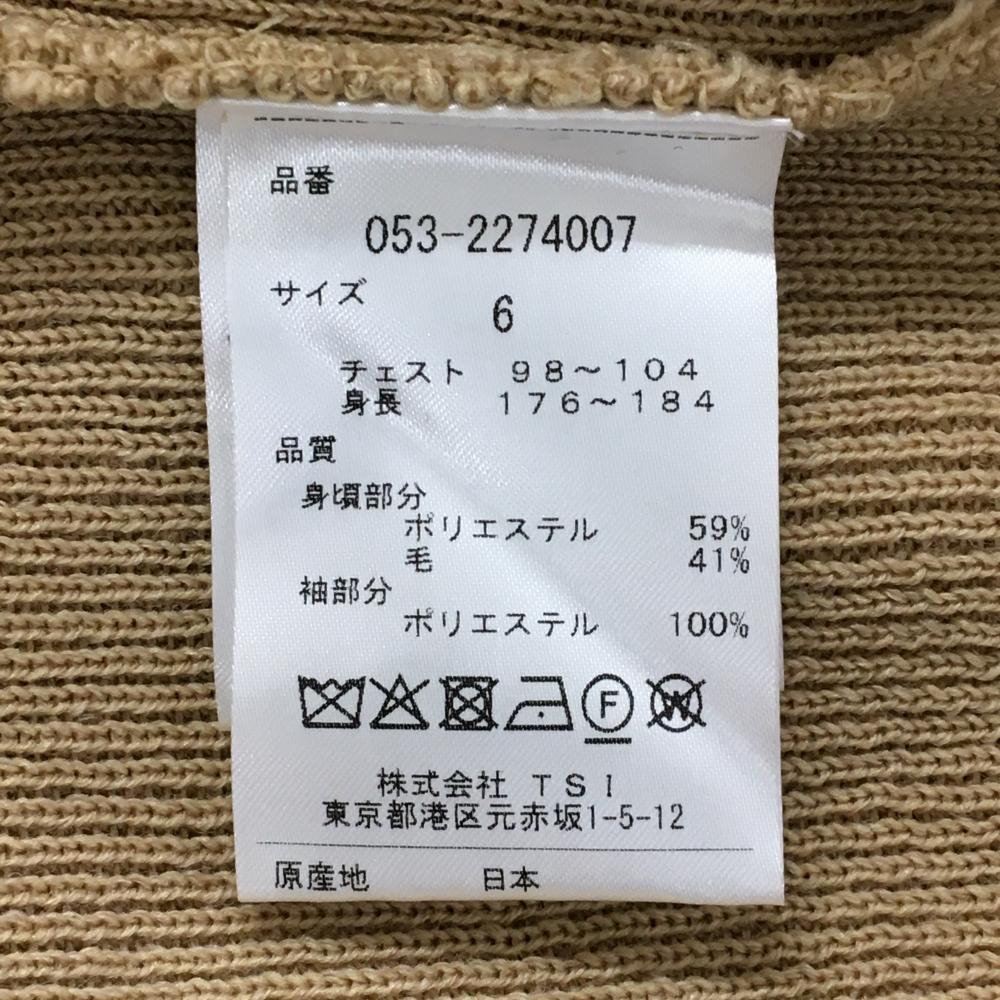 品番
053-2274007
サイズ
6
チェスト 98〜104
身長 176〜184
品質
身頃部分
ポリエステル 59%
毛 41%
袖部分
ポリエステル 100%
F W
株式会社 TSI
東京都港区元赤坂1-5-12
原産地 日本